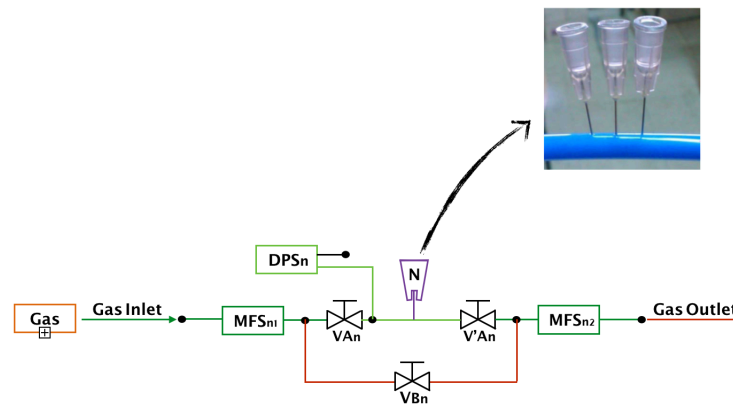 DPSn
N
Gas
Gas Inlet
MFSn1
VAn
V'An
MFSn2
Gas Outlet
VBn